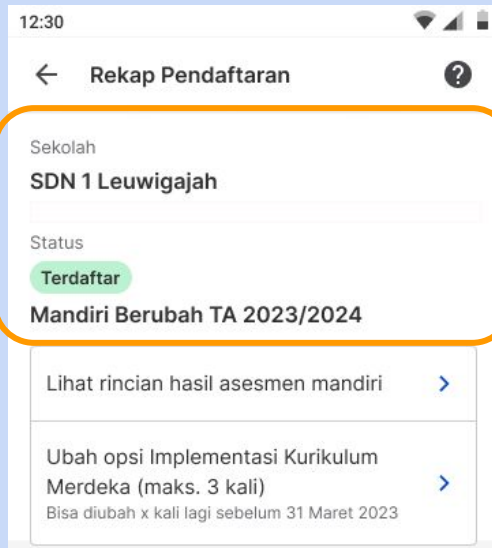 12:30
Rekap Pendaftaran ?
Sekolah
SDN 1 Leuwigajah
Status
Terdaftar
Mandiri Berubah TA 2023/2024
Lihat rincian hasil asesmen mandiri
Ubah opsi Implementasi Kurikulum
Merdeka (maks. 3 kali)
Bisa diubah x kali lagi sebelum 31 Maret 2023